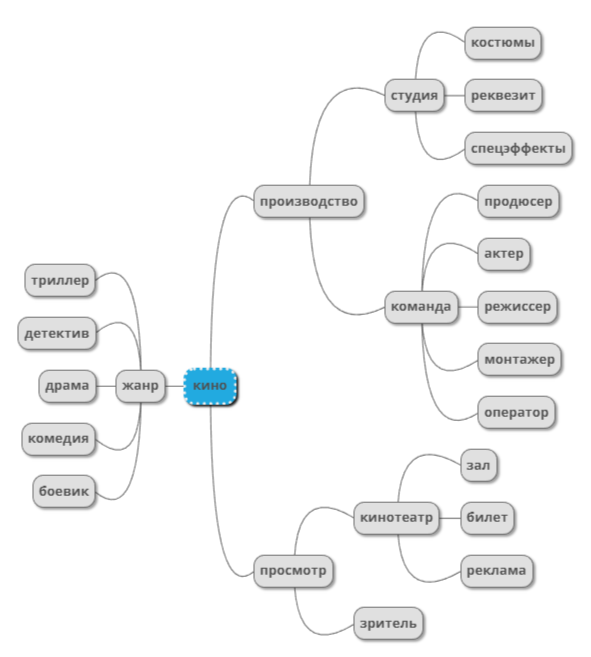 костюмы
студия
реквезит
спецэффекты
производство
продюсер
актер
команда
режиссер
монтажер
оператор
триллер
детектив
драма
жанр
кино
комедия
боевик
зал
кинотеатр
билет
просмотр
реклама
зритель